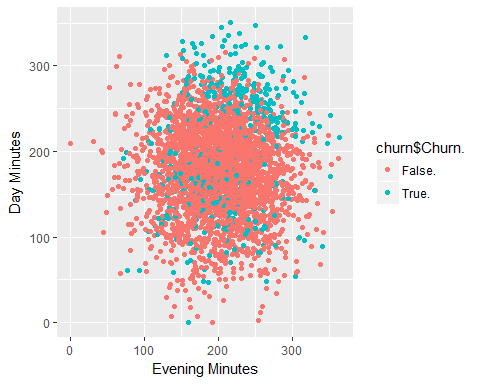 300
200
100
0
Day Minutes
0
100
200
300
Evening Minutes
churn$Churn.
False.
True.